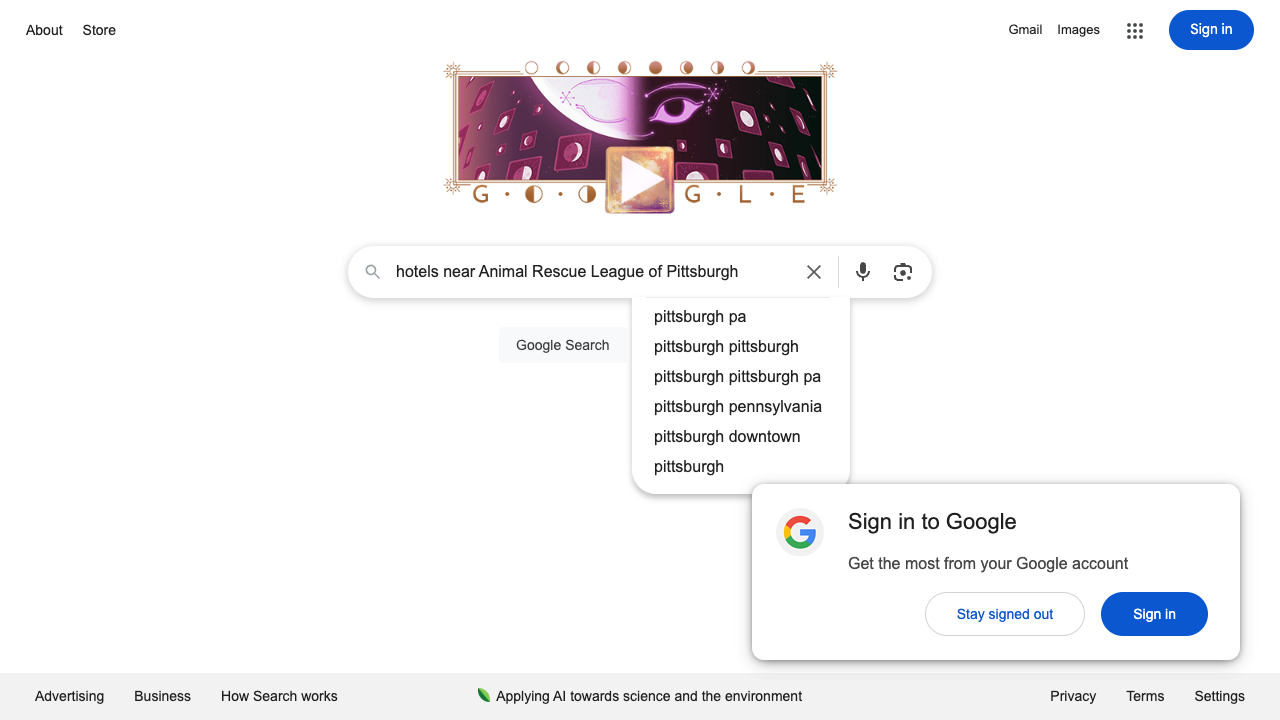 About Store
Gmail Images
Sign in
G L E
hotels near Animal Rescue League of Pittsburgh
pittsburgh pa
pittsburgh pittsburgh
pittsburgh pittsburgh pa
pittsburgh pennsylvania
pittsburgh downtown
pittsburgh
Google Search
Sign in to Google
Get the most from your Google account
Stay signed out
Sign in
Advertising Business How Search works
Applying AI towards science and the environment
Privacy Terms Settings